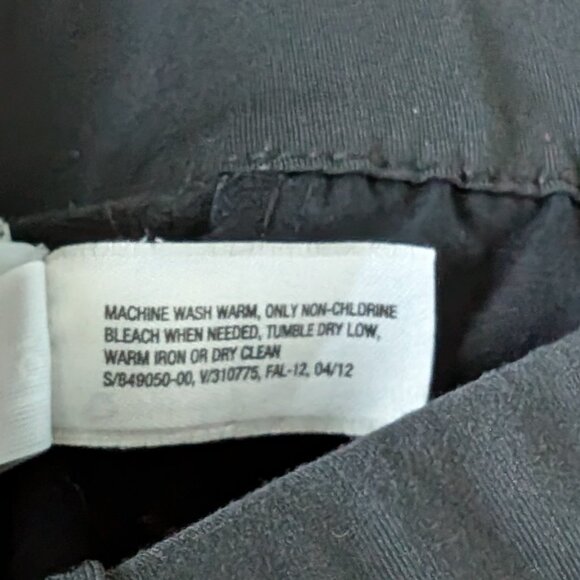 MACHINE WASH WARM, ONLY NON-CHLORINE
BLEACH WHEN NEEDED, TUMBLE DRY LOW,
WARM IRON OR DRY CLEAN
S/849050-00, V/310775, FAL-12, 04/12